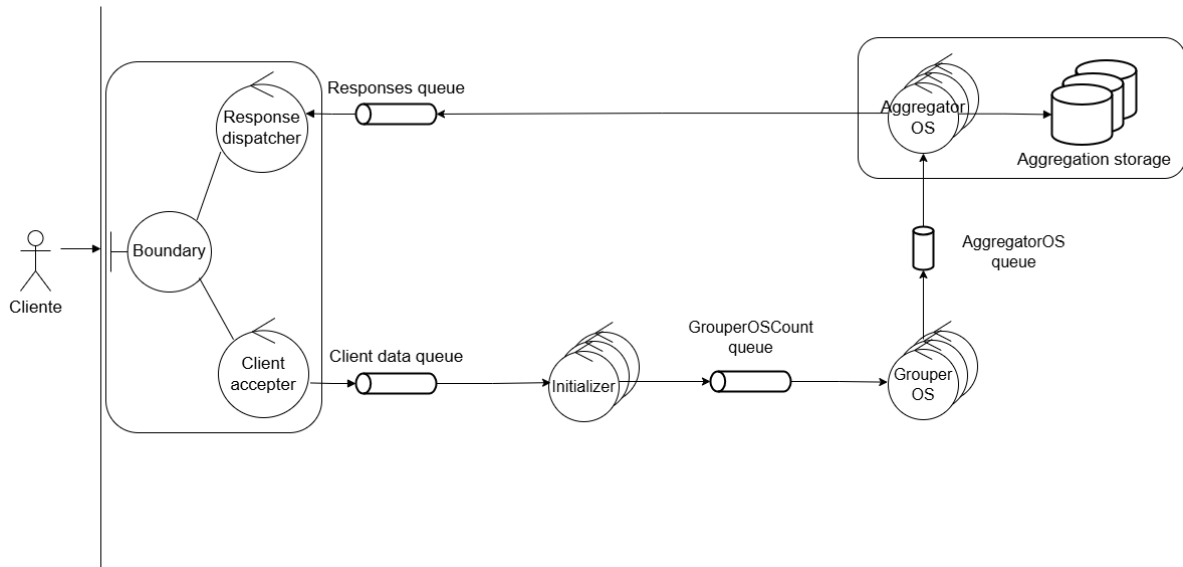 Responses queue
Response
dispatcher
Aggregator
OS
Aggregation storage
Boundary
AggregatorOS
queue
Cliente
GrouperOSCount
queue
Client data queue
Client
accepter
Initializer
Grouper
OS